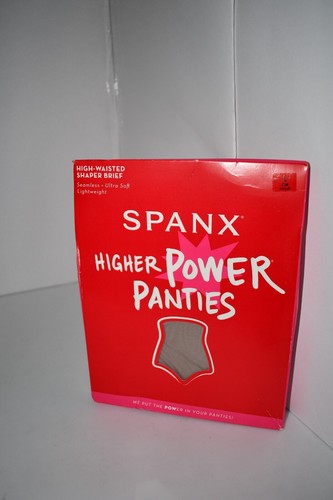 HIGH-WAISTED
SHAPER BRIEF
Seamless • Ultra Soft
Lightweight
SPANX®
HIGHER POWER
PANTIES
WE PUT THE POWER IN YOUR PANTIES!